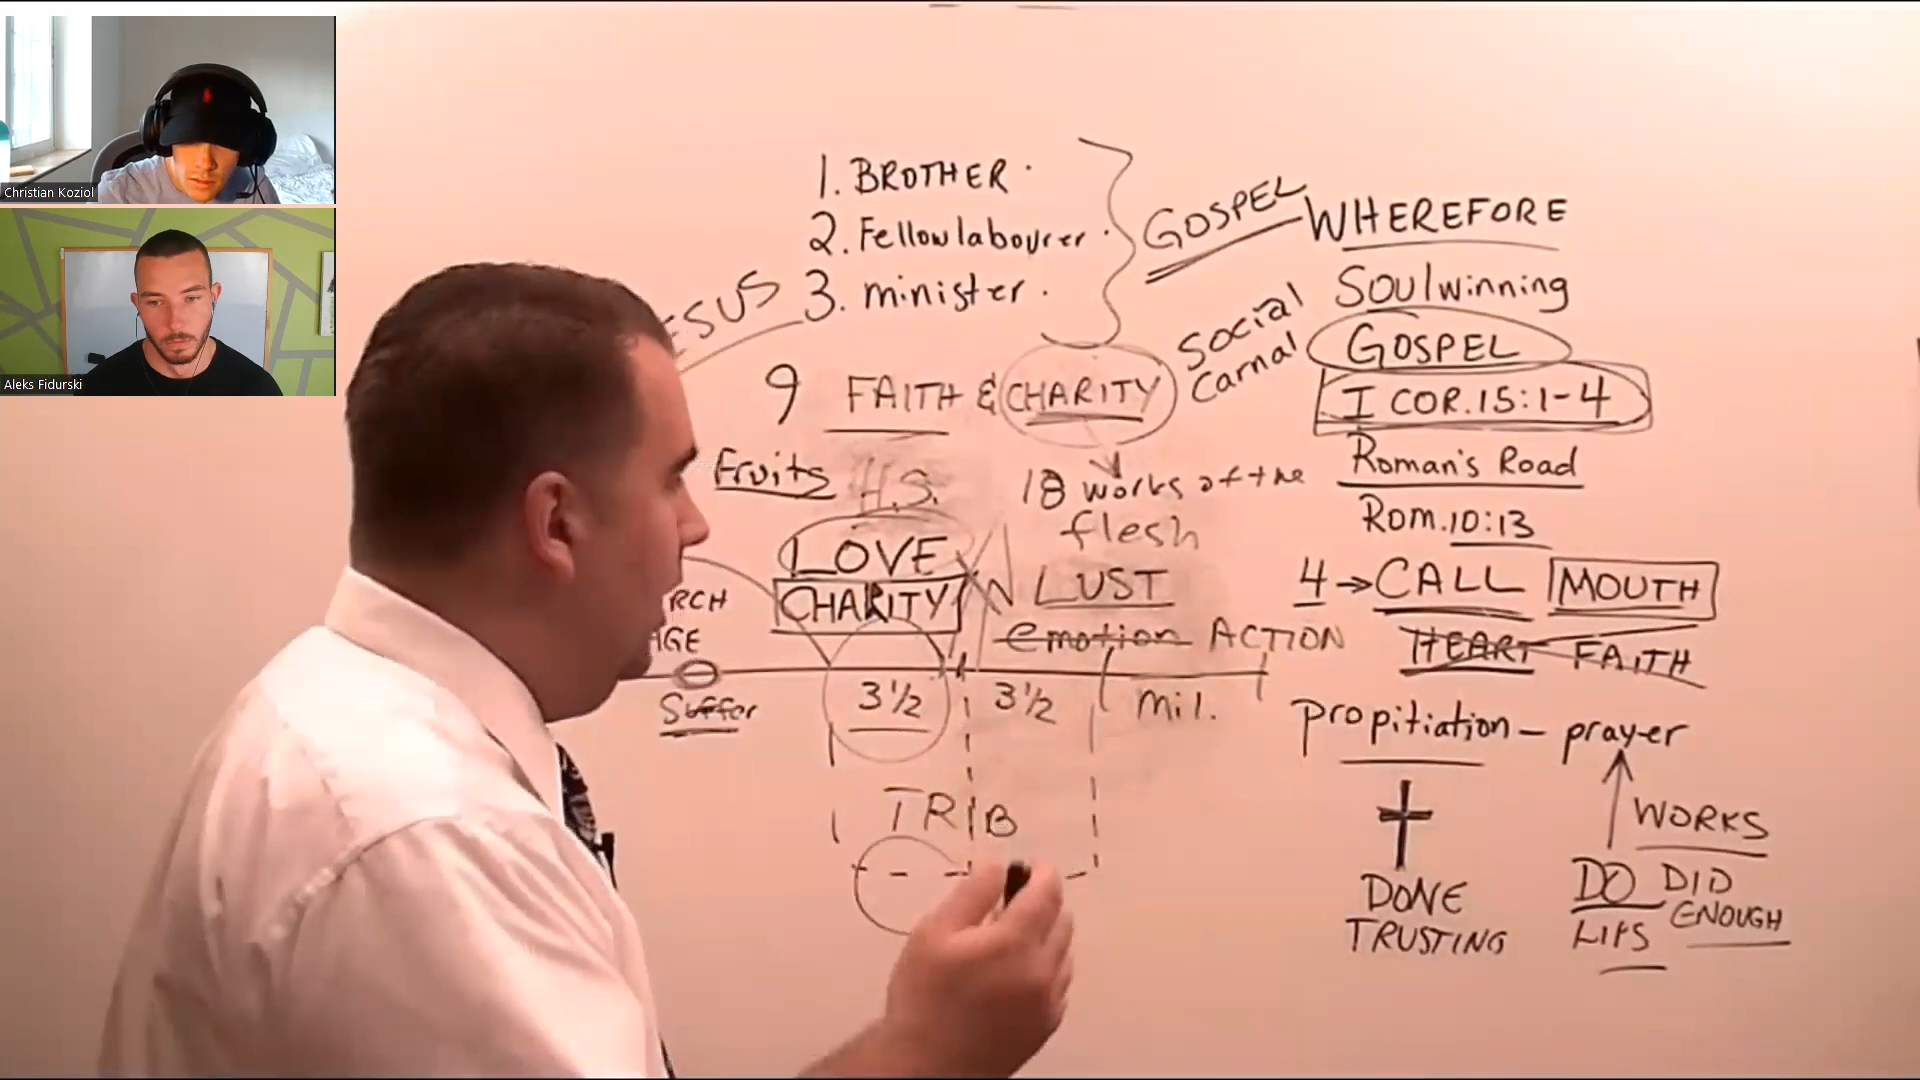 Christian Koziol
Aleks Fidurski
1. BROTHER.
2. Fellowlabourer.
3. minister.
GOSPEL
ESUS
9 FAITH & CHARITY
Social
Carnal
Fruits H.S.
18 works of the
flesh
LOVE
CHARITY
LUST
emotion ACTION
RCH
AGE
Suffer
3½ 3½ Mil.
TRIB
WHEREFORE
Soulwinning
GOSPEL
I COR.15:1-4
Roman's Road
Rom.10:13
4 → CALL MOUTH
HEART FAITH
propitiation - prayer
WORKS
DONE
TRUSTING
DO DID
LIPS ENOUGH